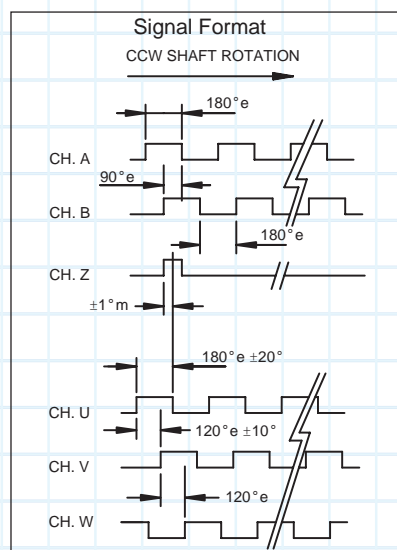 Signal Format
CCW SHAFT ROTATION
180°e
CH. A
90°e
CH. B
180°e
CH. Z
±1°m
180°e ±20°
CH. U
120°e ±10°
CH. V
120°e
CH. W